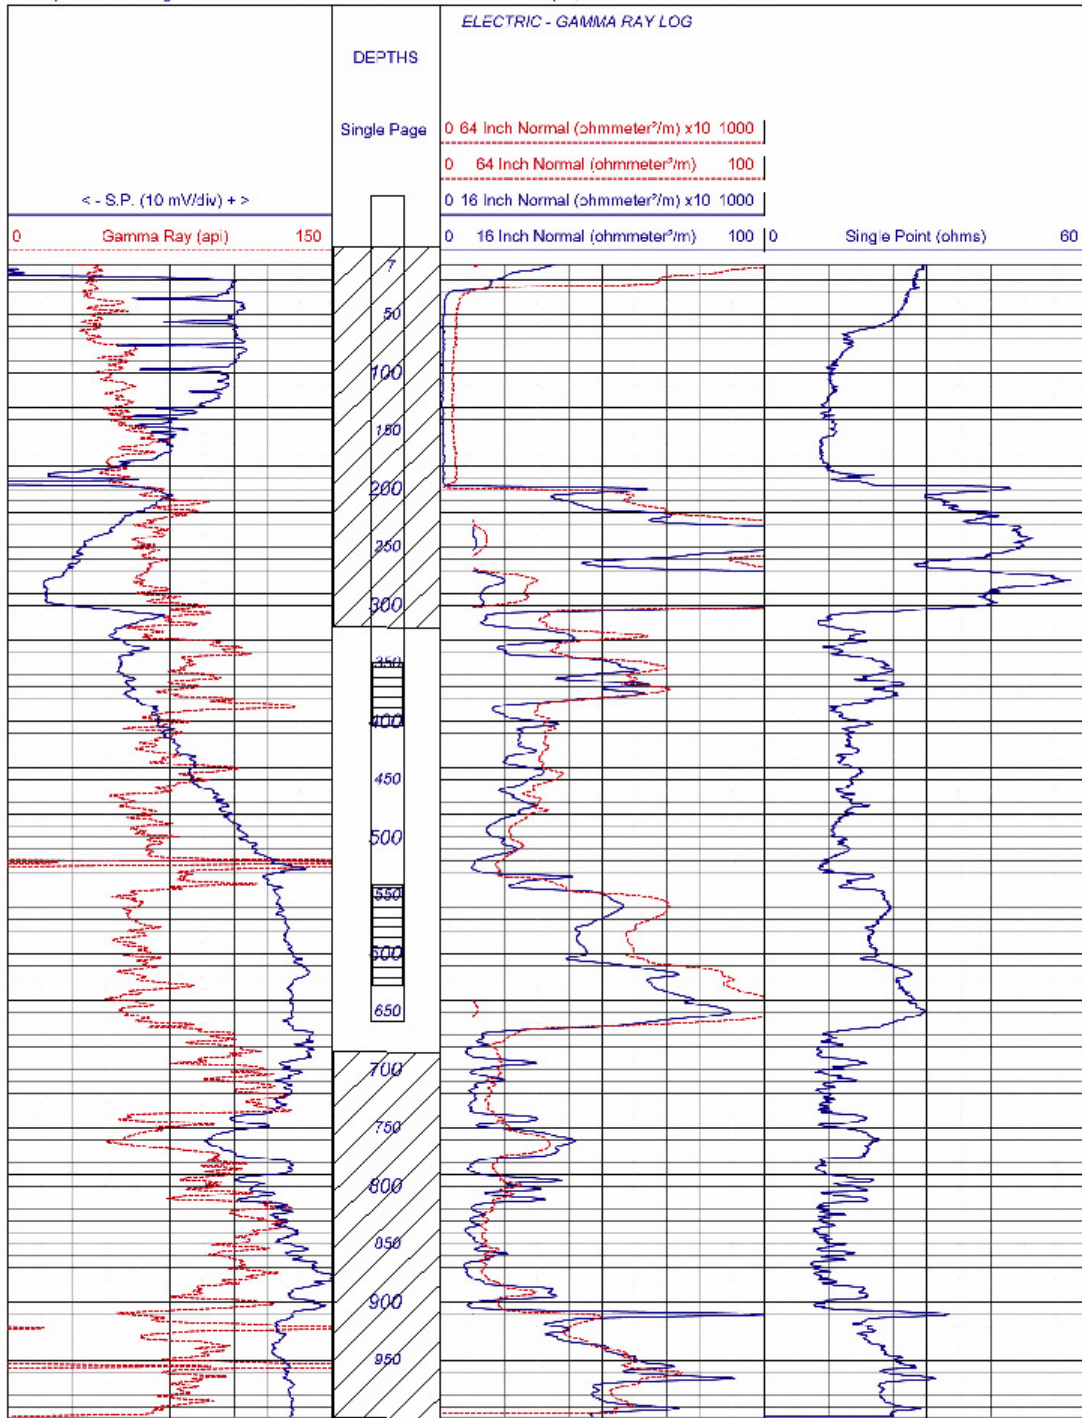 ELECTRIC - GAMMA RAY LOG
DEPTHS
Single Page
0 64 Inch Normal (ohmmeter²/m) x10 1000
0 64 Inch Normal (ohmmeter²/m) 100
< - S.P. (10 mV/div) + >
0 16 Inch Normal (ohmmeter²/m) x10 1000
0 Gamma Ray (api) 150
0 16 Inch Normal (ohmmeter²/m) 100
0 Single Point (ohms) 60
7
50
100
150
200
250
300
350
400
450
500
550
600
650
700
750
800
850
900
950